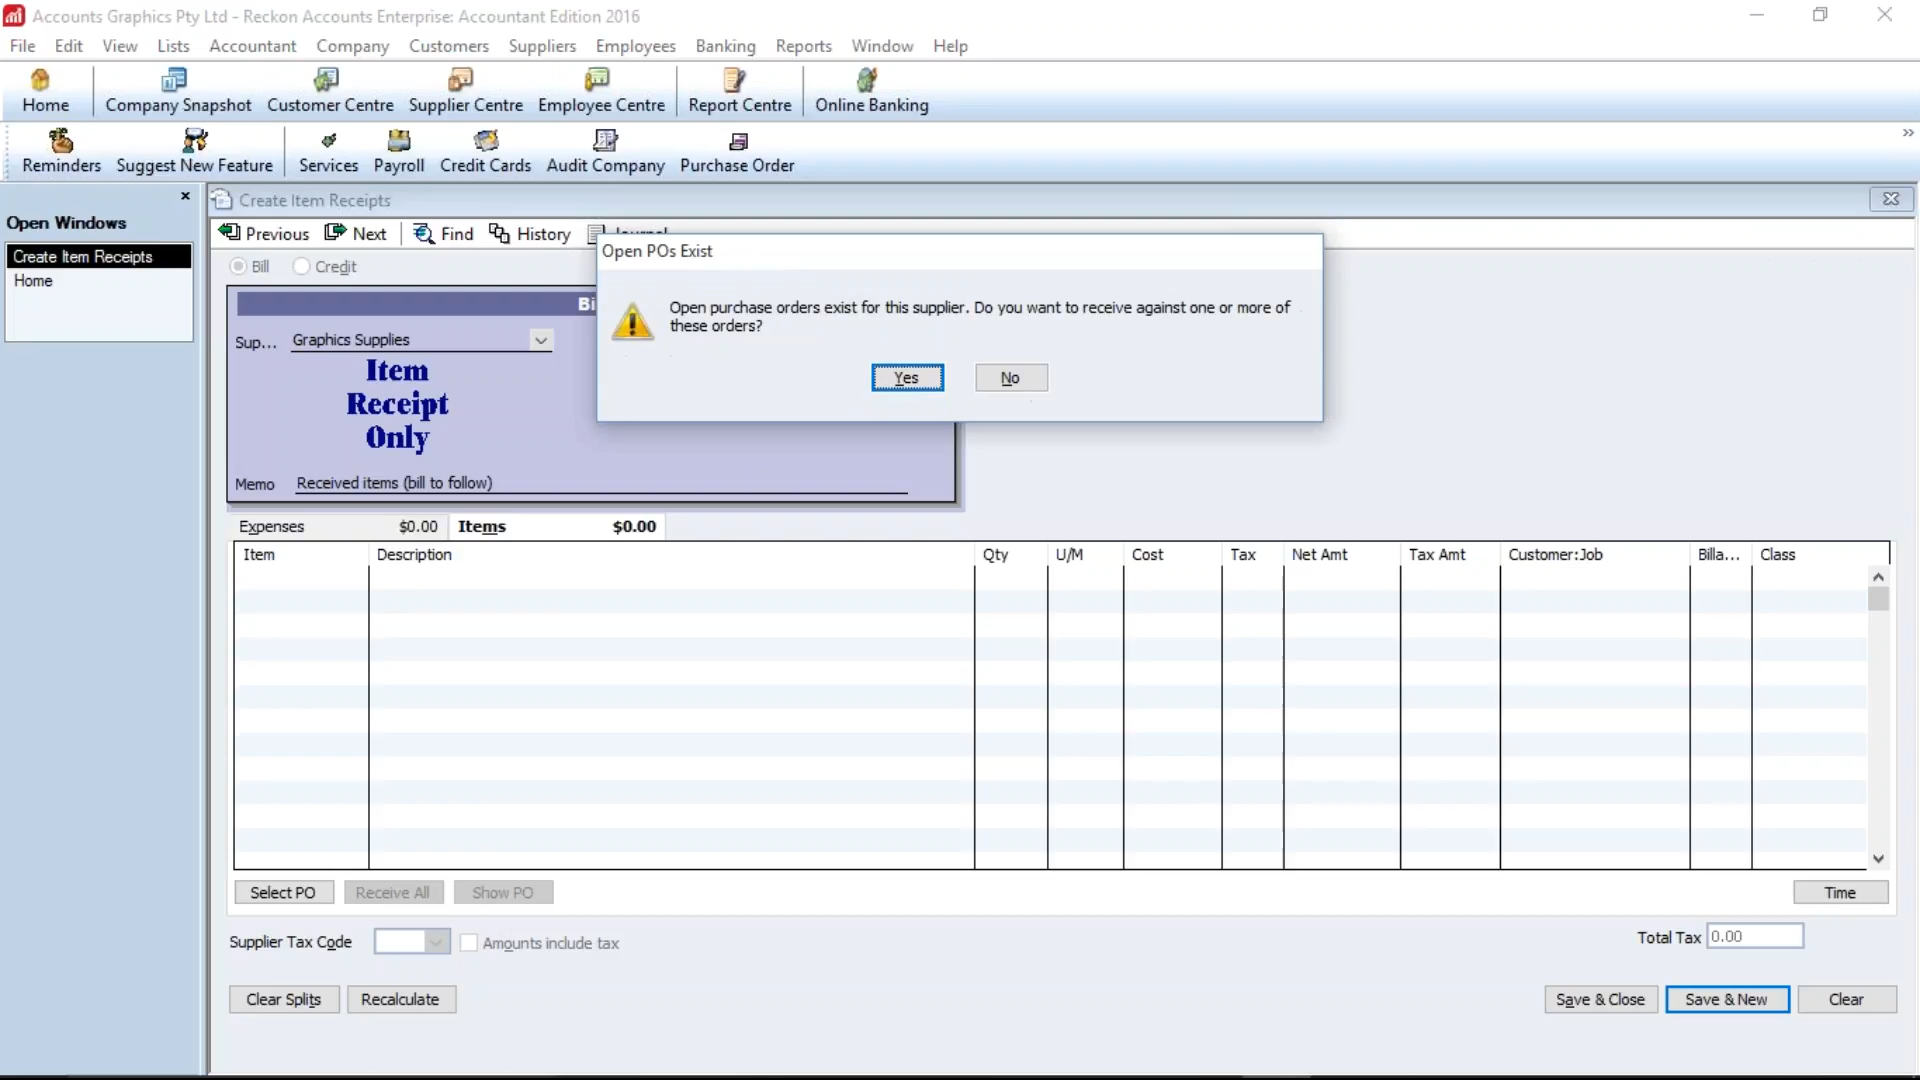 Accounts Graphics Pty Ltd - Reckon Accounts Enterprise: Accountant Edition 2016
File Edit View Lists Accountant Company Customers Suppliers Employees Banking Reports Window Help
Home Company Snapshot Customer Centre Supplier Centre Employee Centre Report Centre Online Banking
Reminders Suggest New Feature Services Payroll Credit Cards Audit Company Purchase Order
Open Windows
Create Item Receipts
Home
Create Item Receipts
Previous Next Find History
Bill Credit
Open POs Exist
Open purchase orders exist for this supplier. Do you want to receive against one or more of
these orders?
Yes No
Sup... Graphics Supplies
Item
Receipt
Only
Memo Received items (bill to follow)
Expenses $0.00 Items $0.00
Item Description Qty U/M Cost Tax Net Amt Tax Amt Customer:Job Billa... Class
Select PO Receive All Show PO Time
Supplier Tax Code Amounts include tax Total Tax 0.00
Clear Splits Recalculate Save & Close Save & New Clear